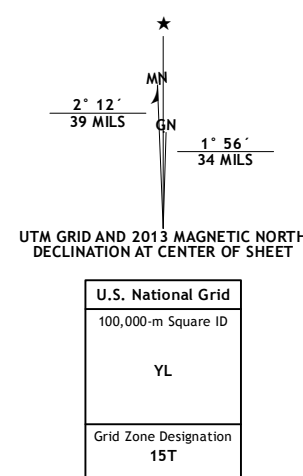 MN
GN
2° 12´
39 MILS
1° 56´
34 MILS
UTM GRID AND 2013 MAGNETIC NORTH
DECLINATION AT CENTER OF SHEET
U.S. National Grid
100,000-m Square ID
YL
Grid Zone Designation
15T